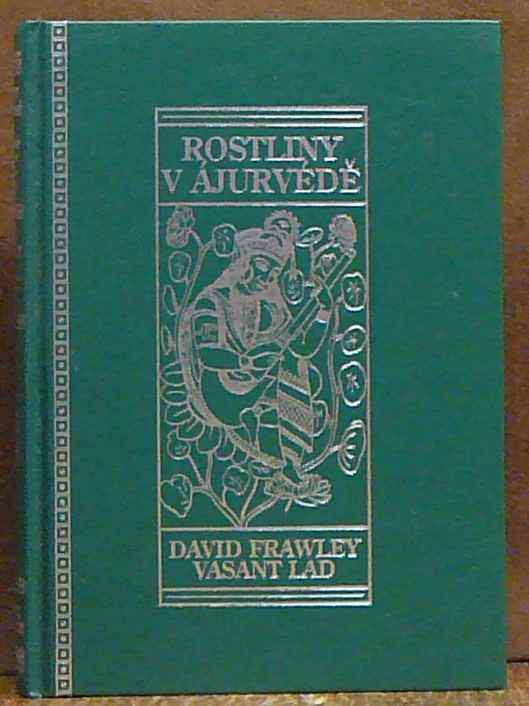 ROSTLINY
V ÁJURVÉDĚ
DAVID FRAWLEY
VASANT LAD